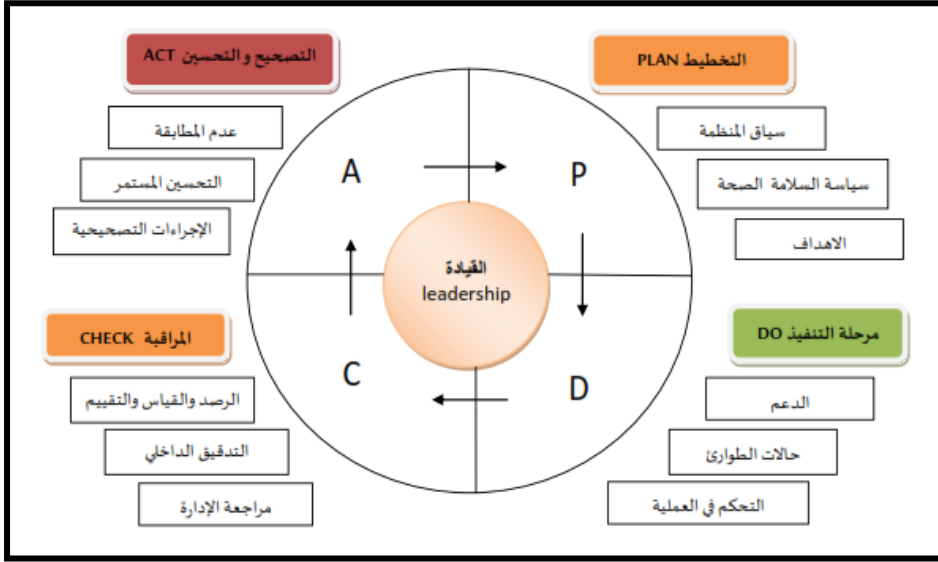 التخطيط PLAN
سياق المنظمة
سياسة السلامة الصحة
الاهداف
مرحلة التنفيذ DO
الدعم
حالات الطوارئ
التحكم في العملية
المراقبة CHECK
الرصد والقياس والتقييم
التدقيق الداخلي
مراجعة الإدارة
التصحيح والتحسين ACT
عدم المطابقة
التحسين المستمر
الإجراءات التصحيحية
P
D
C
A
القيادة
leadership